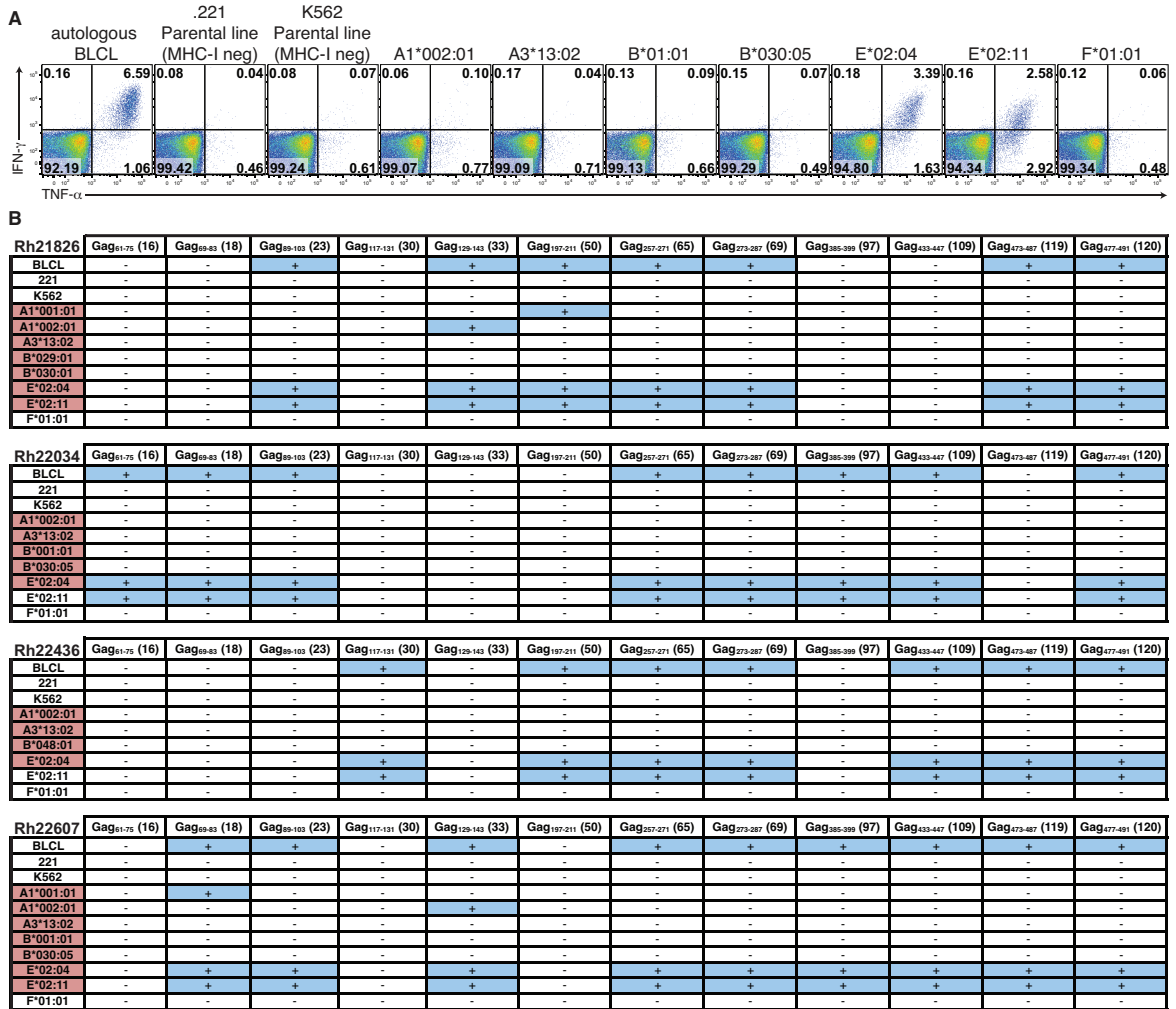 A
autologous BLCL
.221 Parental line (MHC-I neg)
K562 Parental line (MHC-I neg)
A1*002:01
A3*13:02
B*01:01
B*030:05
E*02:04
E*02:11
F*01:01
0.16 6.59 0.08 0.04 0.08 0.07 0.06 0.10 0.17 0.04 0.13 0.09 0.15 0.07 0.18 3.39 0.16 2.58 0.12 0.06
92.19 1.06 99.42 0.46 99.24 0.61 99.07 0.77 99.09 0.71 99.13 0.66 99.29 0.49 94.80 1.63 94.34 2.92 99.34 0.48
IFN-γ
TNF-α
B
Rh21826 Gag61-75 (16) Gag69-83 (18) Gag89-103 (23) Gag117-131 (30) Gag129-143 (33) Gag197-211 (50) Gag257-271 (65) Gag273-287 (69) Gag385-399 (97) Gag433-447 (109) Gag473-487 (119) Gag477-491 (120)
BLCL - - + - + + + + - - + +
221 - - - - - - - - - - - -
K562 - - - - - - - - - - - -
A1*001:01 - - - - - + - - - - - -
A1*002:01 - - - - + - - - - - - -
A3*13:02 - - - - - - - - - - - -
B*029:01 - - - - - - - - - - - -
B*030:01 - - - - - - - - - - - -
E*02:04 - - + - + + + + - - + +
E*02:11 - - + - + + + + - - + +
F*01:01 - - - - - - - - - - - -
Rh22034 Gag61-75 (16) Gag69-83 (18) Gag89-103 (23) Gag117-131 (30) Gag129-143 (33) Gag197-211 (50) Gag257-271 (65) Gag273-287 (69) Gag385-399 (97) Gag433-447 (109) Gag473-487 (119) Gag477-491 (120)
BLCL + + + - - - + + + + - +
221 - - - - - - - - - - - -
K562 - - - - - - - - - - - -
A1*002:01 - - - - - - - - - - - -
A3*13:02 - - - - - - - - - - - -
B*001:01 - - - - - - - - - - - -
B*030:05 - - - - - - - - - - - -
E*02:04 + + + - - - + + + + - +
E*02:11 + + + - - - + + + + - +
F*01:01 - - - - - - - - - - - -
Rh22436 Gag61-75 (16) Gag69-83 (18) Gag89-103 (23) Gag117-131 (30) Gag129-143 (33) Gag197-211 (50) Gag257-271 (65) Gag273-287 (69) Gag385-399 (97) Gag433-447 (109) Gag473-487 (119) Gag477-491 (120)
BLCL - - - + - + + + - + + +
221 - - - - - - - - - - - -
K562 - - - - - - - - - - - -
A1*002:01 - - - - - - - - - - - -
A3*13:02 - - - - - - - - - - - -
B*048:01 - - - - - - - - - - - -
E*02:04 - - - + - + + + - + + +
E*02:11 - - - + - + + + - + + +
F*01:01 - - - - - - - - - - - -
Rh22607 Gag61-75 (16) Gag69-83 (18) Gag89-103 (23) Gag117-131 (30) Gag129-143 (33) Gag197-211 (50) Gag257-271 (65) Gag273-287 (69) Gag385-399 (97) Gag433-447 (109) Gag473-487 (119) Gag477-491 (120)
BLCL - + + - + - + + + + + +
221 - - - - - - - - - - - -
K562 - - - - - - - - - - - -
A1*001:01 - + - - - - - - - - - -
A1*002:01 - - - - + - - - - - - -
A3*13:02 - - - - - - - - - - - -
B*001:01 - - - - - - - - - - - -
B*030:05 - - - - - - - - - - - -
E*02:04 - + + - + - + + + + + +
E*02:11 - + + - + - + + + + + +
F*01:01 - - - - - - - - - - - -